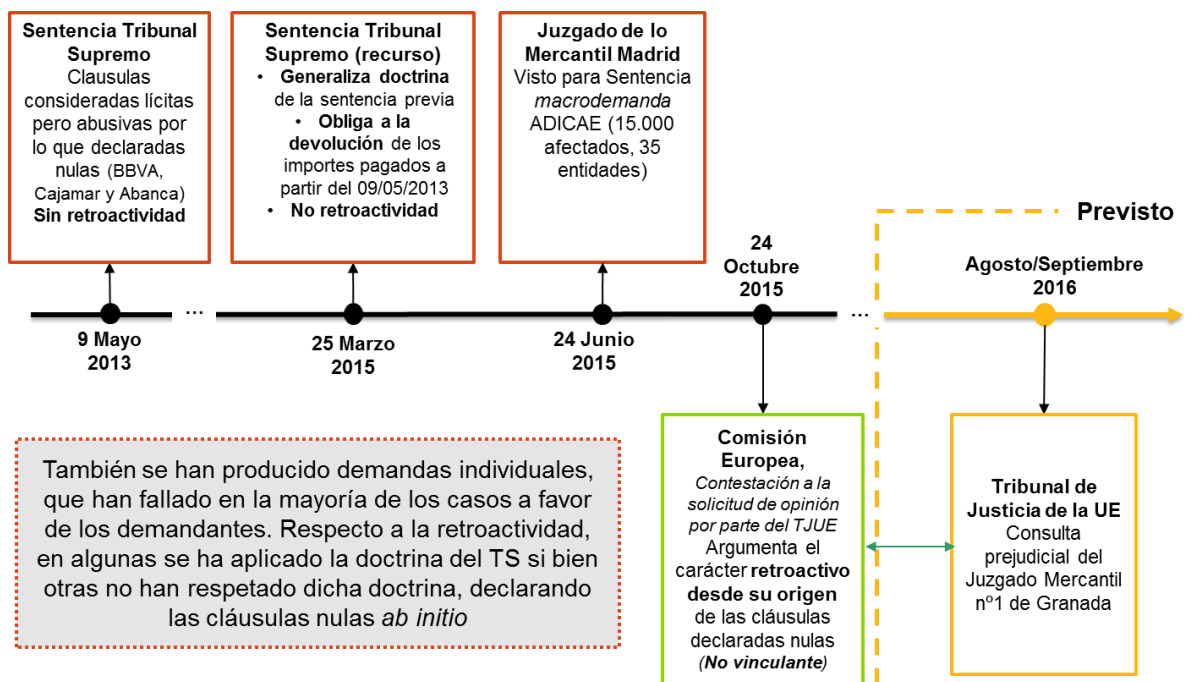 Sentencia Tribunal
Supremo
Clausulas
consideradas lícitas
pero abusivas por
lo que declaradas
nulas (BBVA,
Cajamar y Abanca)
Sin retroactividad
Sentencia Tribunal
Supremo (recurso)
• Generaliza doctrina
de la sentencia previa
• Obliga a la
devolución de los
importes pagados a
partir del 09/05/2013
• No retroactividad
Juzgado de lo
Mercantil Madrid
Visto para Sentencia
macrodemanda
ADICAE (15.000
afectados, 35
entidades)
Previsto
24
Octubre
2015
Agosto/Septiembre
2016
...
...
9 Mayo
2013
25 Marzo
2015
24 Junio
2015
También se han producido demandas individuales,
que han fallado en la mayoría de los casos a favor
de los demandantes. Respecto a la retroactividad,
en algunas se ha aplicado la doctrina del TS si bien
otras no han respetado dicha doctrina, declarando
las cláusulas nulas ab initio
Comisión
Europea,
Contestación a la
solicitud de opinión
por parte del TJUE
Argumenta el
carácter retroactivo
desde su origen
de las cláusulas
declaradas nulas
(No vinculante)
Tribunal de
Justicia de la UE
Consulta
prejudicial del
Juzgado Mercantil
nº1 de Granada